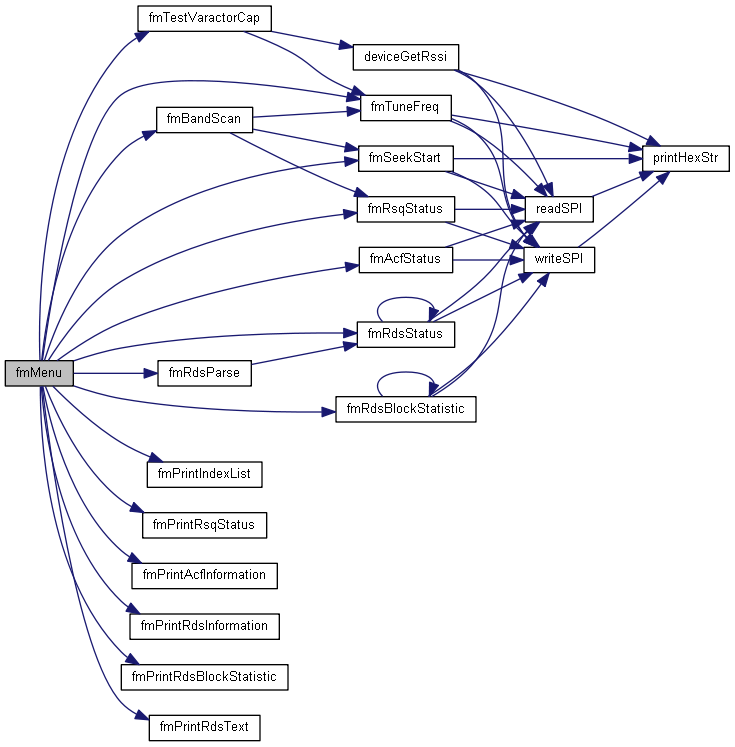 fmTestVaractorCap
deviceGetRssi
fmTuneFreq
fmBandScan
fmSeekStart
printHexStr
fmRsqStatus
readSPI
fmAcfStatus
writeSPI
fmRdsStatus
fmMenu
fmRdsParse
fmRdsBlockStatistic
fmPrintIndexList
fmPrintRsqStatus
fmPrintAcfInformation
fmPrintRdsInformation
fmPrintRdsBlockStatistic
fmPrintRdsText